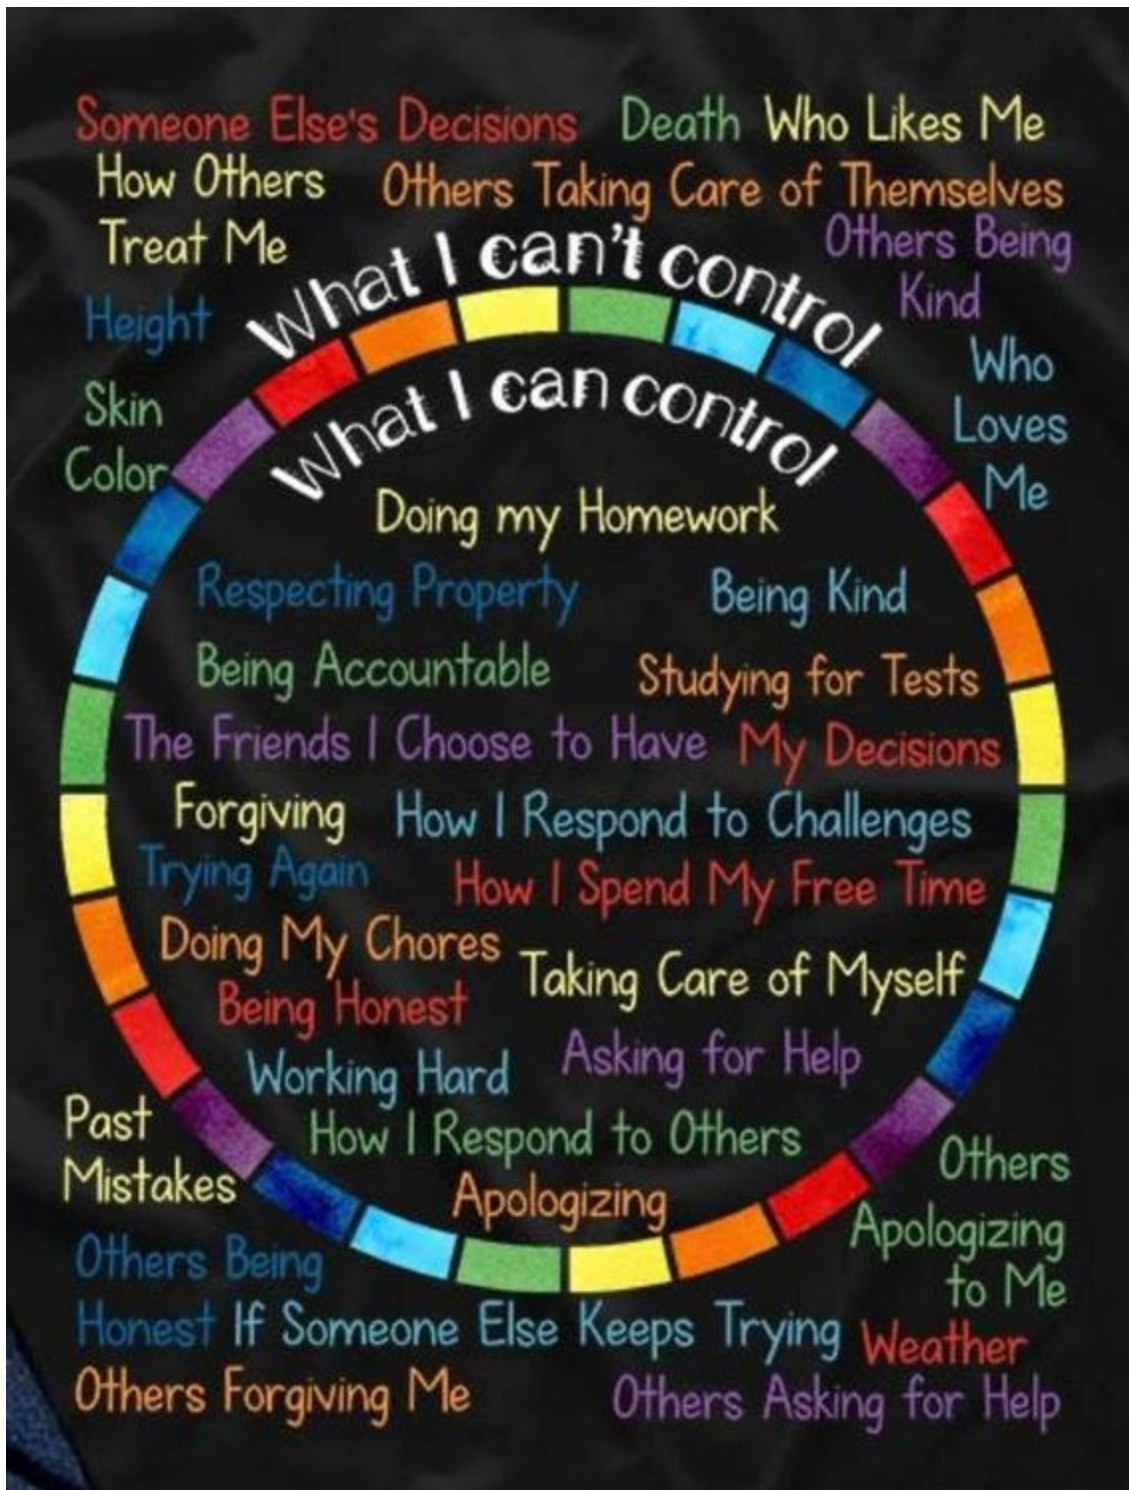 Someone Else's Decisions Death Who Likes Me
How Others Others Taking Care of Themselves
Treat Me Others Being
Kind
Height
What I can't control
Who
Loves
Me
Skin
Color
What I can control
Doing my Homework
Respecting Property Being Kind
Being Accountable Studying for Tests
The Friends I Choose to Have My Decisions
Forgiving How I Respond to Challenges
Trying Again How I Spend My Free Time
Doing My Chores Taking Care of Myself
Being Honest
Working Hard Asking for Help
How I Respond to Others
Apologizing
Past
Mistakes
Others
Apologizing
to Me
Others Being
Honest If Someone Else Keeps Trying Weather
Others Forgiving Me Others Asking for Help